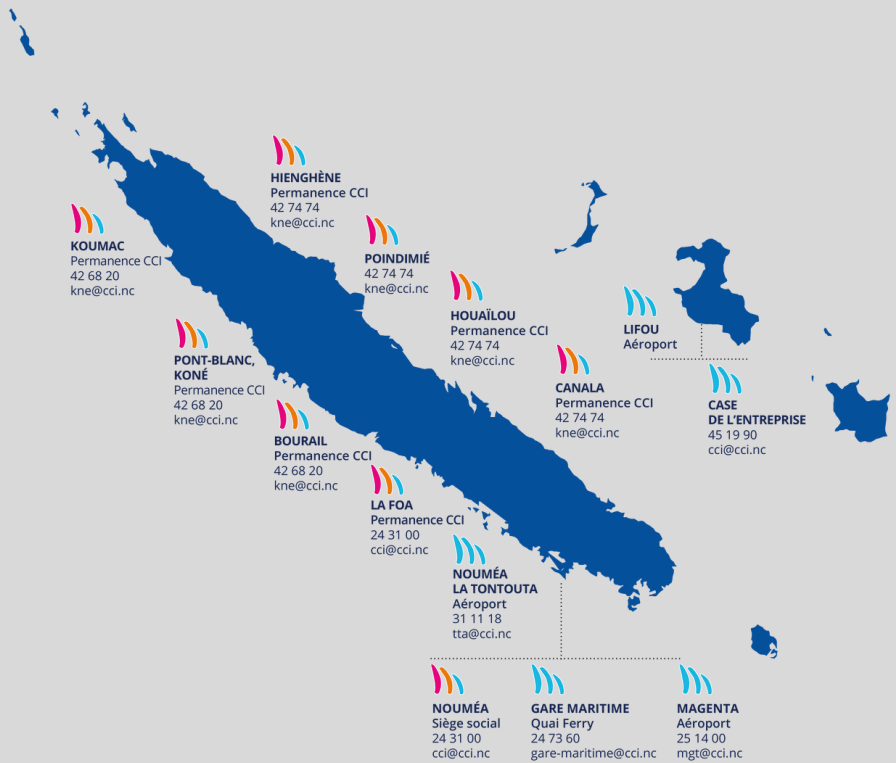 HIENGHÈNE
Permanence CCI
42 74 74
kne@cci.nc
KOUMAC
Permanence CCI
42 68 20
kne@cci.nc
POINDIMIÉ
42 74 74
kne@cci.nc
HOUAÏLOU
Permanence CCI
42 74 74
kne@cci.nc
LIFOU
Aéroport
PONT-BLANC,
KONÉ
Permanence CCI
42 68 20
kne@cci.nc
CANALA
Permanence CCI
42 74 74
kne@cci.nc
CASE
DE L'ENTREPRISE
45 19 90
cci@cci.nc
BOURAIL
Permanence CCI
42 68 20
kne@cci.nc
LA FOA
Permanence CCI
24 31 00
cci@cci.nc
NOUMÉA
LA TONTOUTA
Aéroport
31 11 18
tta@cci.nc
NOUMÉA
Siège social
24 31 00
cci@cci.nc
GARE MARITIME
Quai Ferry
24 73 60
gare-maritime@cci.nc
MAGENTA
Aéroport
25 14 00
mgt@cci.nc